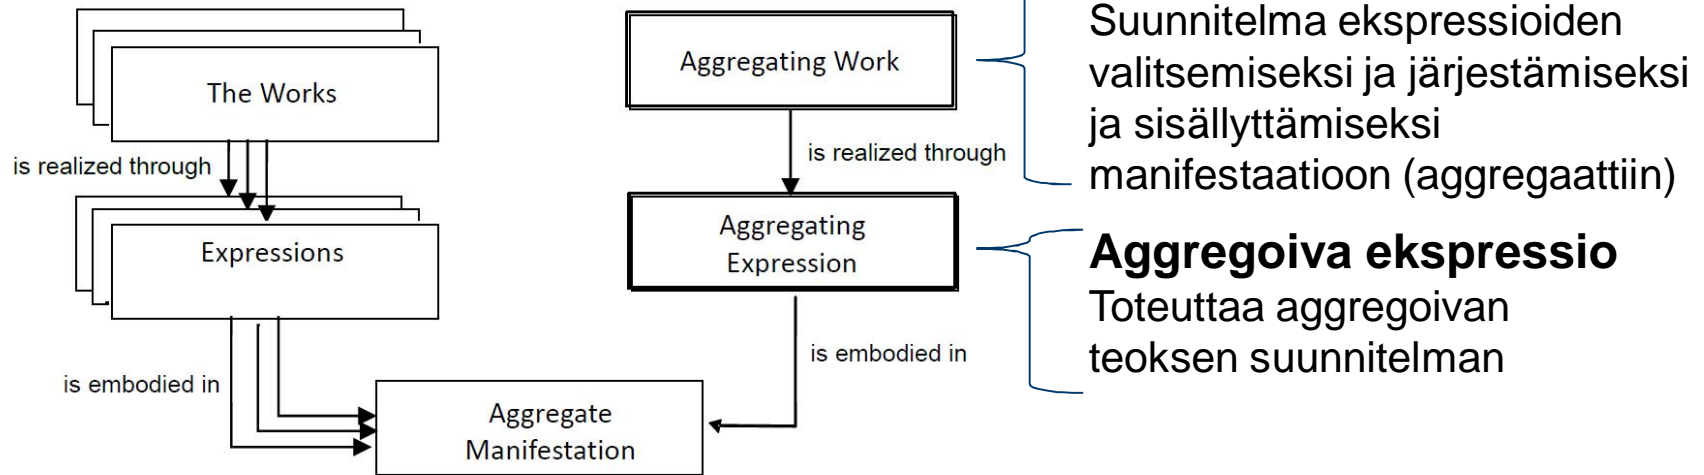 The Works
is realized through
Expressions
is embodied in
Aggregating Work
is realized through
Aggregating
Expression
is embodied in
Aggregate
Manifestation
Suunnitelma ekspressioiden
valitsemiseksi ja järjestämiseksi
ja sisällyttämiseksi
manifestaatioon (aggregaattiin)
Aggregoiva ekspressio
Toteuttaa aggregoivan
teoksen suunnitelman